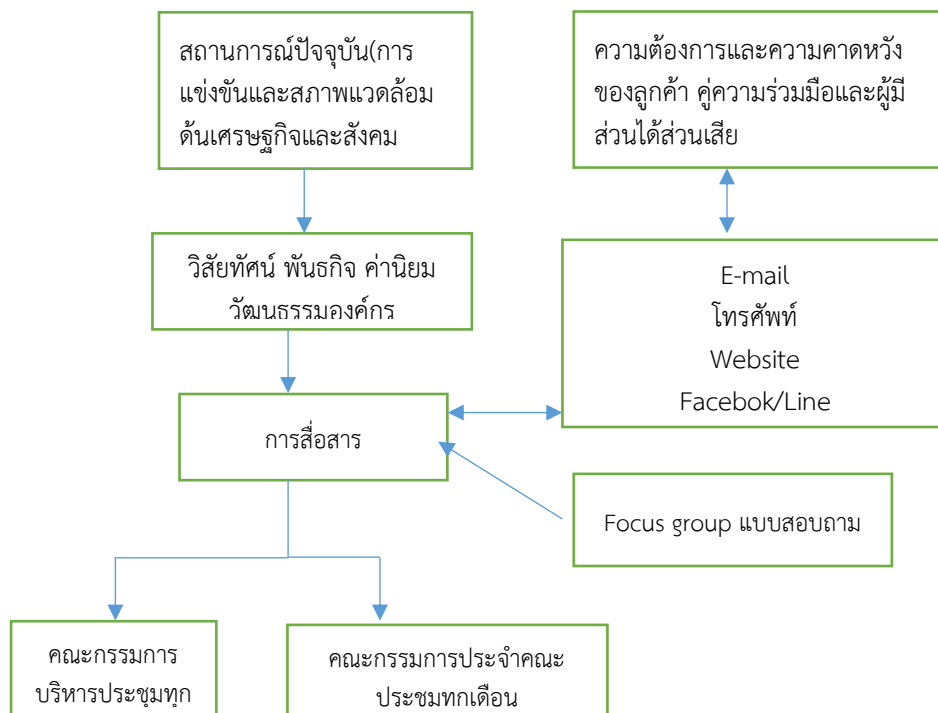 สถานการณ์ปัจจุบัน(การ
แข่งขันและสภาพแวดล้อม
ด้นเศรษฐกิจและสังคม
ความต้องการและความคาดหวัง
ของลูกค้า คู่ความร่วมมือและผู้มี
ส่วนได้ส่วนเสีย
วิสัยทัศน์ พันธกิจ ค่านิยม
วัฒนธรรมองค์กร
E-mail
โทรศัพท์
Website
Facebok/Line
การสื่อสาร
Focus group แบบสอบถาม
คณะกรรมการ
บริหารประชุมทุก
คณะกรรมการประจำคณะ
ประชุมทุกเดือน